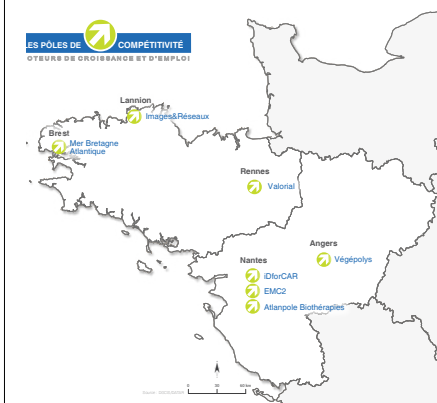 LES PÔLES DE COMPÉTITIVITÉ
OTEURS DE CROISSANCE ET D'EMPLOI
Lannion
Images&Réseaux
Brest
Mer Bretagne
Atlantique
Rennes
Valorial
Angers
Végépolys
Nantes
iDforCAR
EMC2
Atlanpole Biothérapies
0 30 60 km